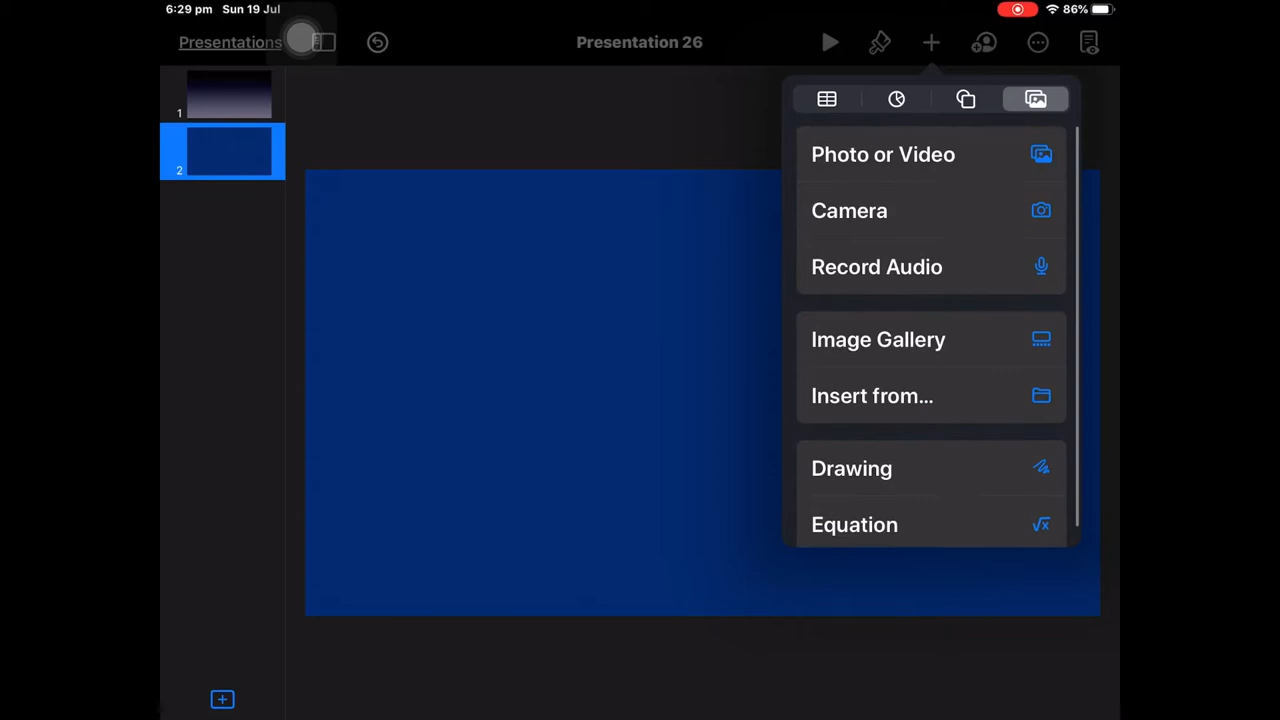 6:29 pm Sun 19 Jul 86%
Presentations Presentation 26
1
2
Photo or Video
Camera
Record Audio
Image Gallery
Insert from...
Drawing
Equation